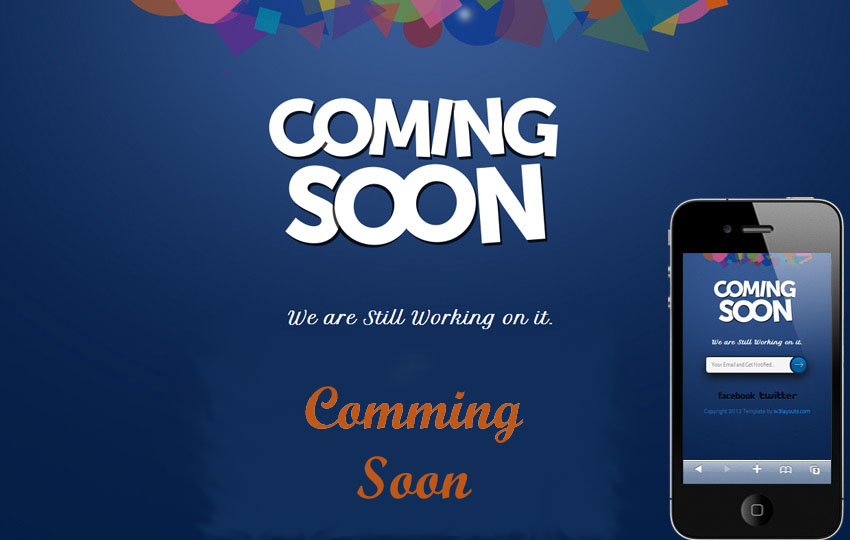 COMING
SOON
We are Still Working on it.
Comming
Soon
COMING
SOON
We are Still Working on it.
Your Email and Get Notified...
facebook twitter
Copyright 2013 Template by w3layouts.com